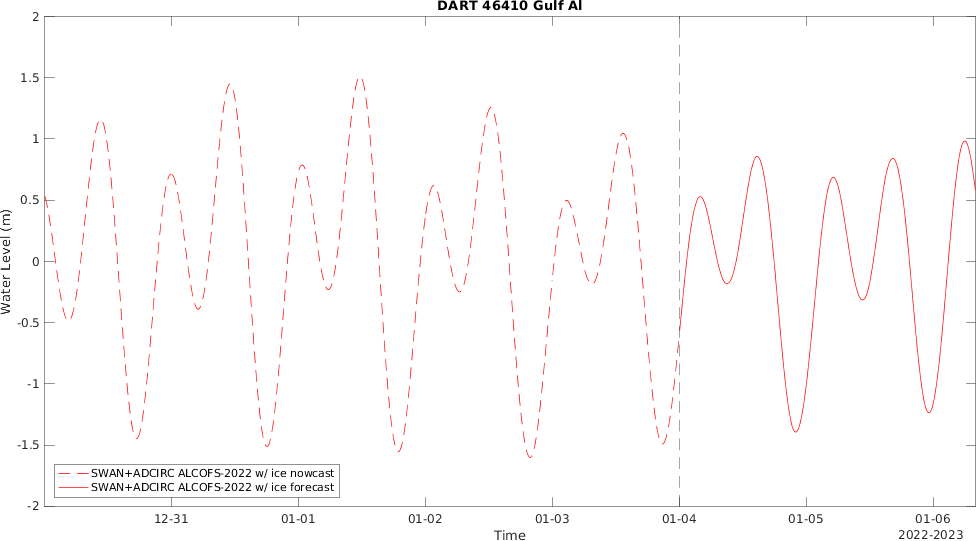 DART 46410 Gulf Al
2
1.5
1
0.5
0
-0.5
-1
-1.5
-2
Water Level (m)
SWAN+ADCIRC ALCOFS-2022 w/ ice nowcast
SWAN+ADCIRC ALCOFS-2022 w/ ice forecast
12-31 01-01 01-02 01-03 01-04 01-05 01-06
Time
2022-2023